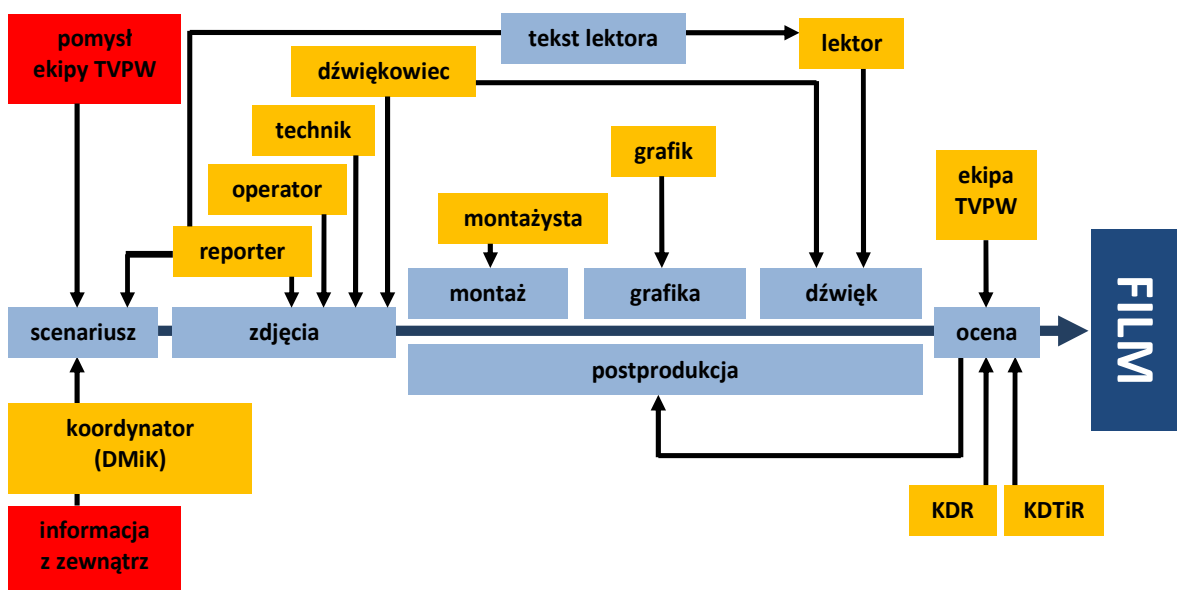 pomysł
ekipy TVPW
tekst lektora
lektor
dźwiękowiec
technik
grafik
operator
ekipa
TVPW
montażysta
reporter
montaż
grafika
dźwięk
scenariusz
zdjęcia
ocena
FILM
postprodukcja
koordynator
(DMiK)
KDR
KDTiR
informacja
z zewnątrz